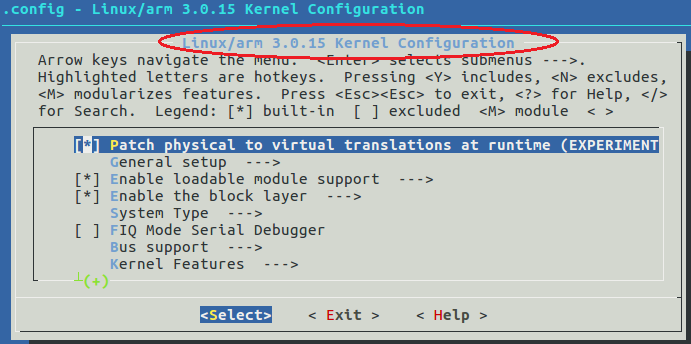 .config - Linux/arm 3.0.15 Kernel Configuration
Linux/arm 3.0.15 Kernel Configuration
Arrow keys navigate the menu.  <Enter> selects submenus --->.
Highlighted letters are hotkeys.  Pressing <Y> includes, <N> excludes,
<M> modularizes features.  Press <Esc><Esc> to exit, <?> for Help, </>
for Search.  Legend: [*] built-in  [ ] excluded  <M> module  < >
[*] Patch physical to virtual translations at runtime (EXPERIMENT
General setup  --->
[*] Enable loadable module support  --->
[*] Enable the block layer  --->
System Type  --->
[ ] FIQ Mode Serial Debugger
Bus support  --->
Kernel Features  --->
┴(+)
<Select>    < Exit >    < Help >